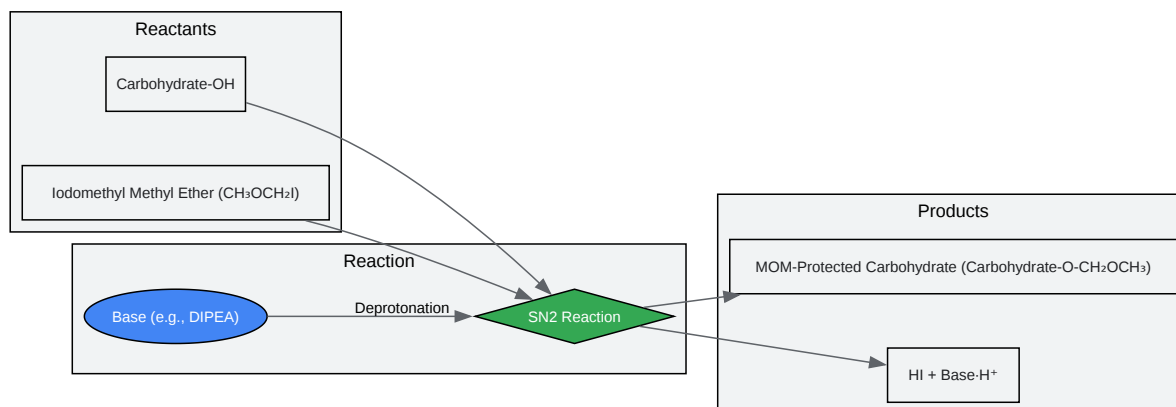 Reactants
Carbohydrate-OH
Iodomethyl Methyl Ether (CH₃OCH₂I)
Reaction
Base (e.g., DIPEA)
Deprotonation
SN2 Reaction
Products
MOM-Protected Carbohydrate (Carbohydrate-O-CH₂OCH₃)
HI + Base·H⁺